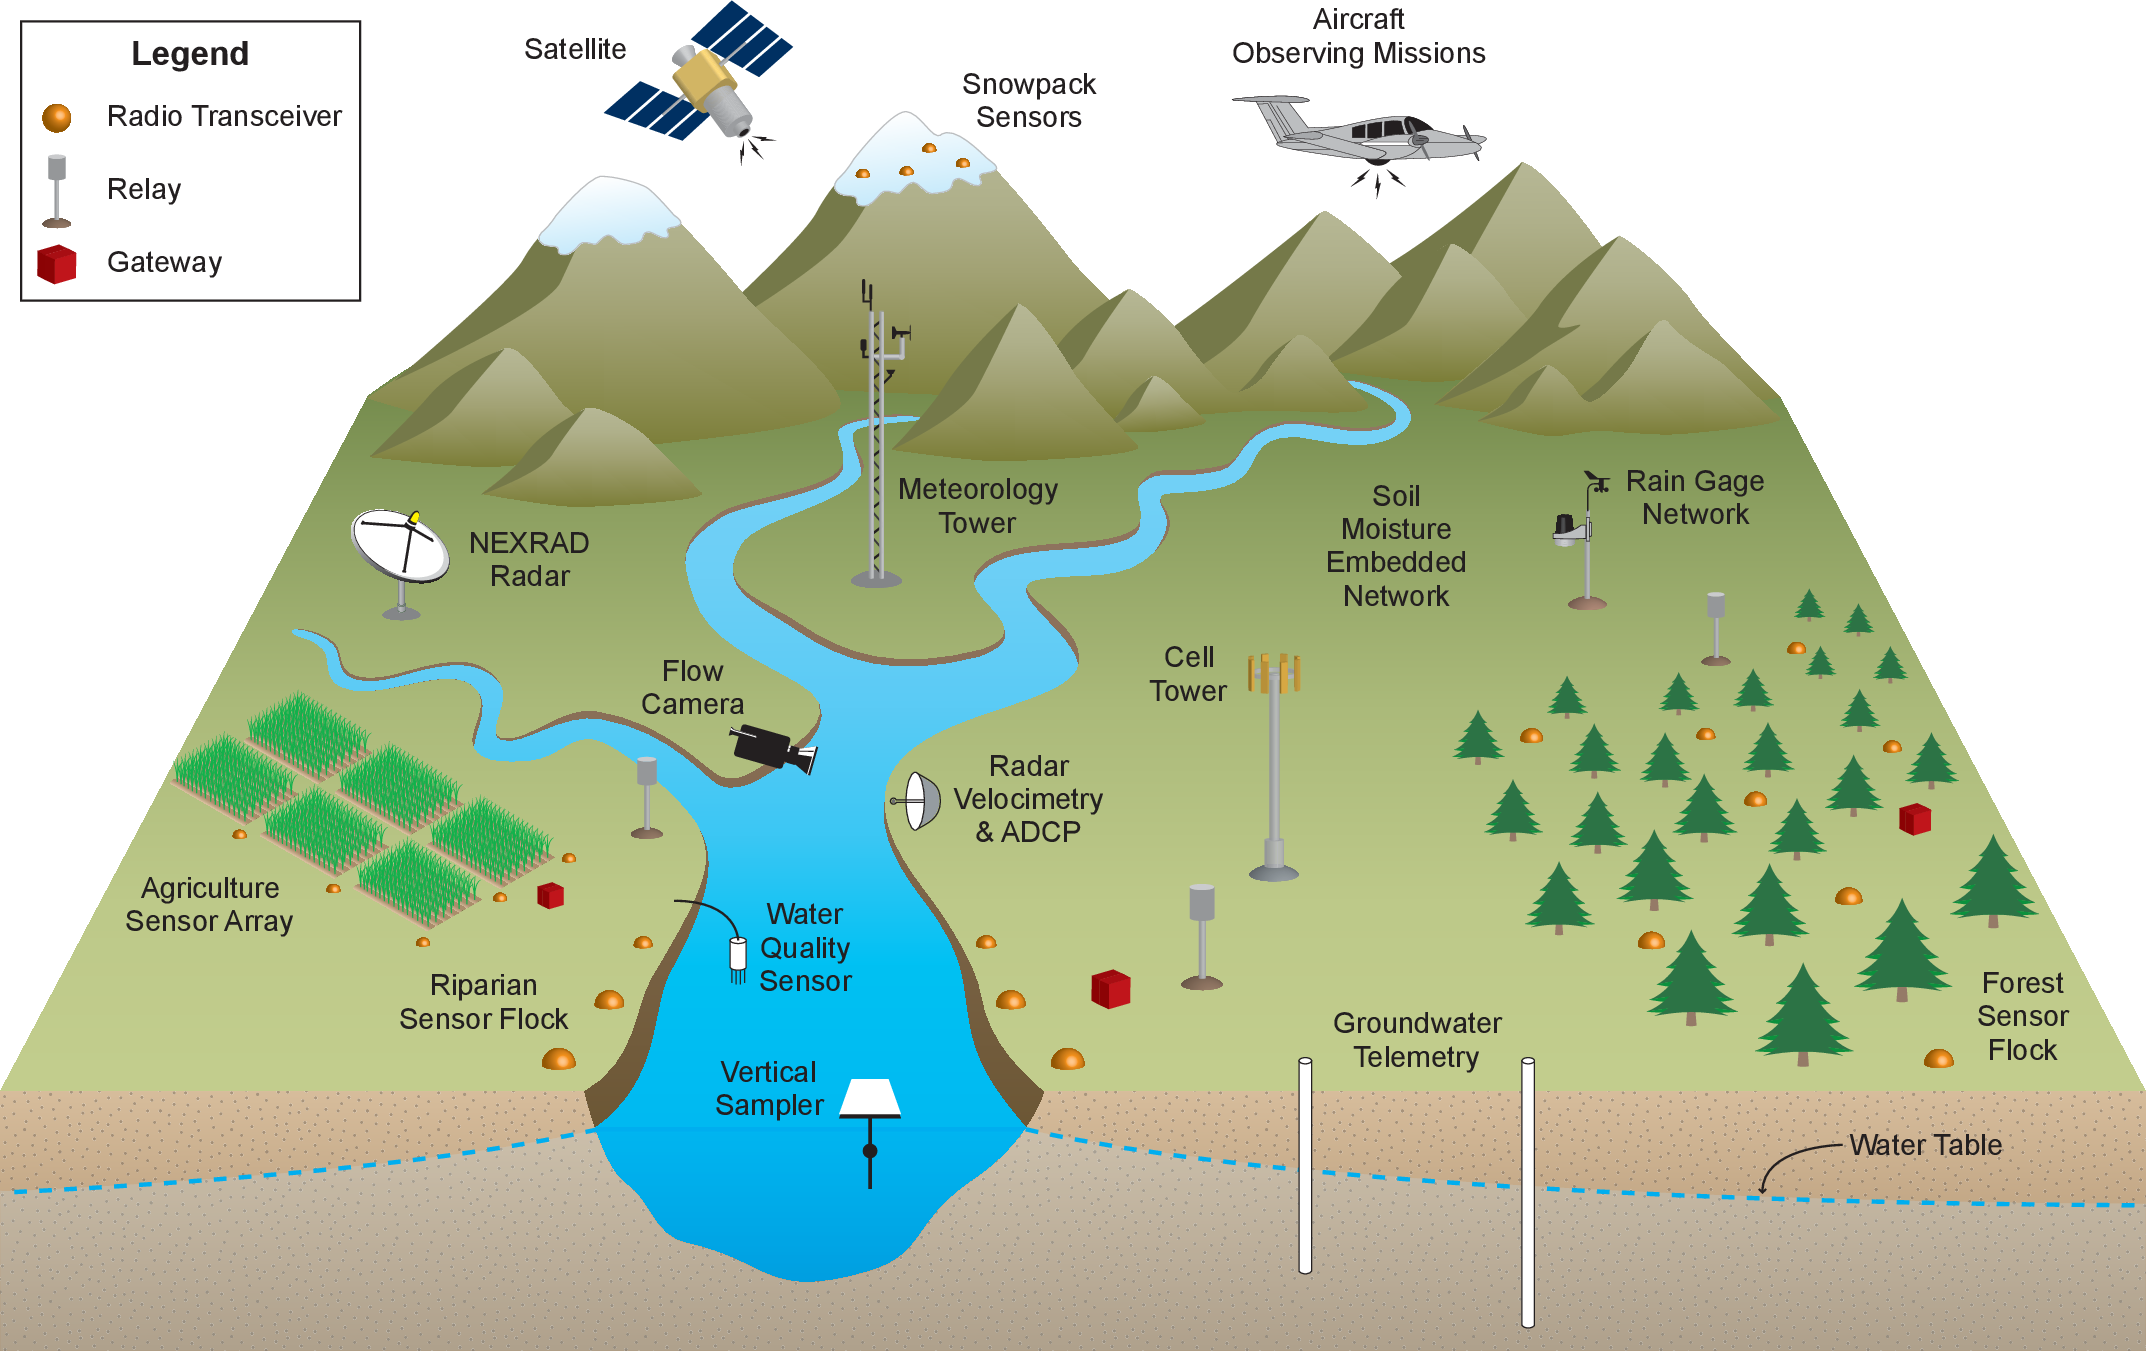 Legend
Radio Transceiver
Relay
Gateway
Satellite
Snowpack
Sensors
Aircraft
Observing Missions
Meteorology
Tower
NEXRAD
Radar
Soil
Moisture
Embedded
Network
Rain Gage
Network
Flow
Camera
Cell
Tower
Radar
Velocimetry
& ADCP
Agriculture
Sensor Array
Water
Quality
Sensor
Riparian
Sensor Flock
Forest
Sensor
Flock
Groundwater
Telemetry
Vertical
Sampler
Water Table